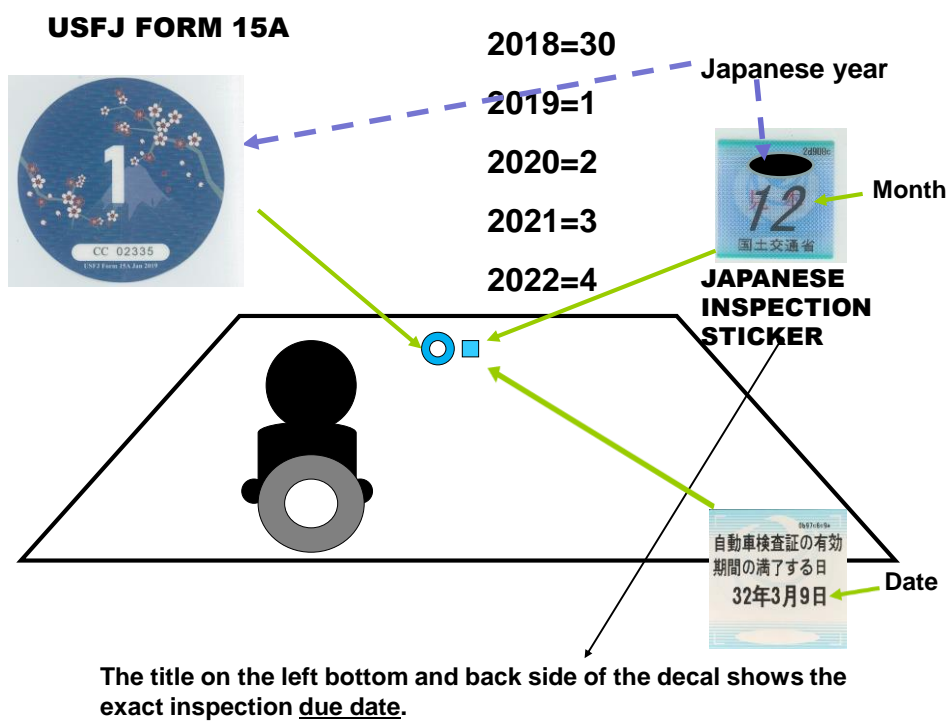 USFJ FORM 15A
2018=30
2019=1
2020=2
2021=3
2022=4
Japanese year
1
CC 02335
USFJ Form 15A Jan 2019
12
国土交通省
Month
JAPANESE
INSPECTION
STICKER
自動車検査証の有効
期間の満了する日
32年3月9日
Date
The title on the left bottom and back side of the decal shows the
exact inspection due date.